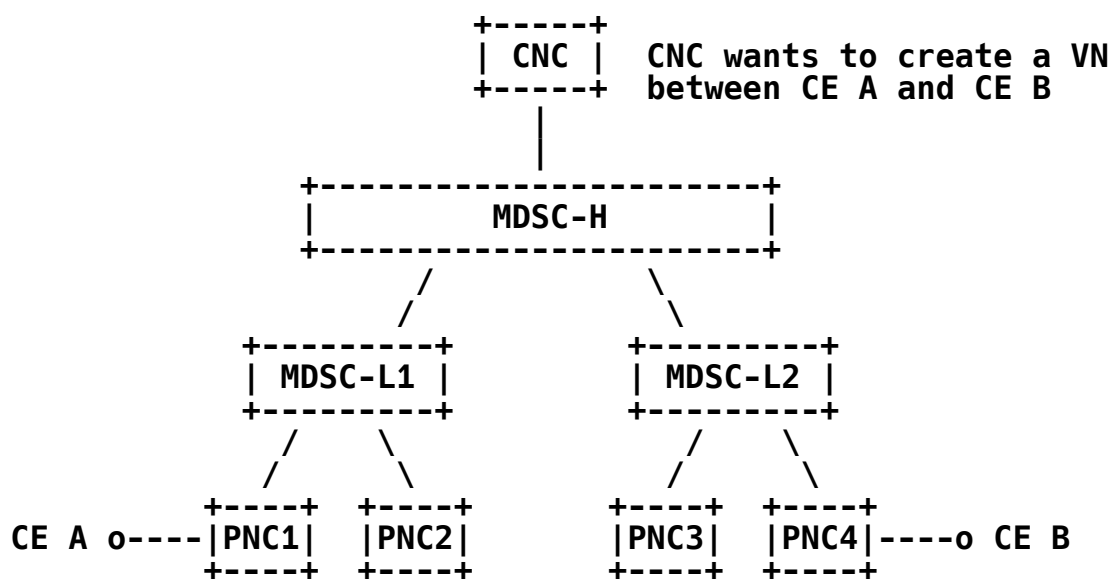 CNC CNC wants to create a VN
between CE A and CE B
MDSC-H
MDSC-L1 MDSC-L2
CE A o----|PNC1| |PNC2| |PNC3| |PNC4|----o CE B